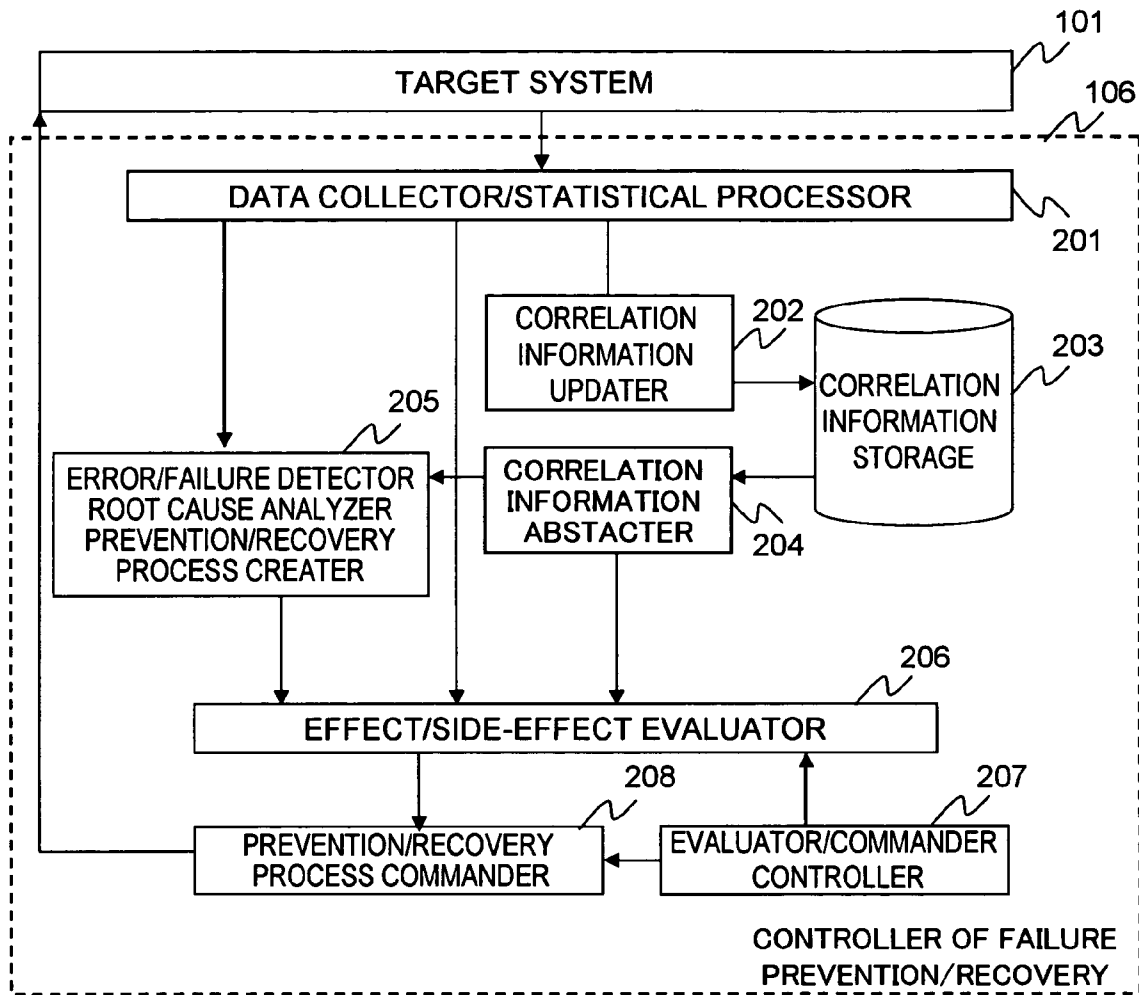 101
TARGET SYSTEM
106
DATA COLLECTOR/STATISTICAL PROCESSOR
201
CORRELATION
INFORMATION
UPDATER
202
CORRELATION
INFORMATION
STORAGE
203
205
ERROR/FAILURE DETECTOR
ROOT CAUSE ANALYZER
PREVENTION/RECOVERY
PROCESS CREATER
CORRELATION
INFORMATION
ABSTACTER
204
206
EFFECT/SIDE-EFFECT EVALUATOR
208
PREVENTION/RECOVERY
PROCESS COMMANDER
207
EVALUATOR/COMMANDER
CONTROLLER
CONTROLLER OF FAILURE
PREVENTION/RECOVERY